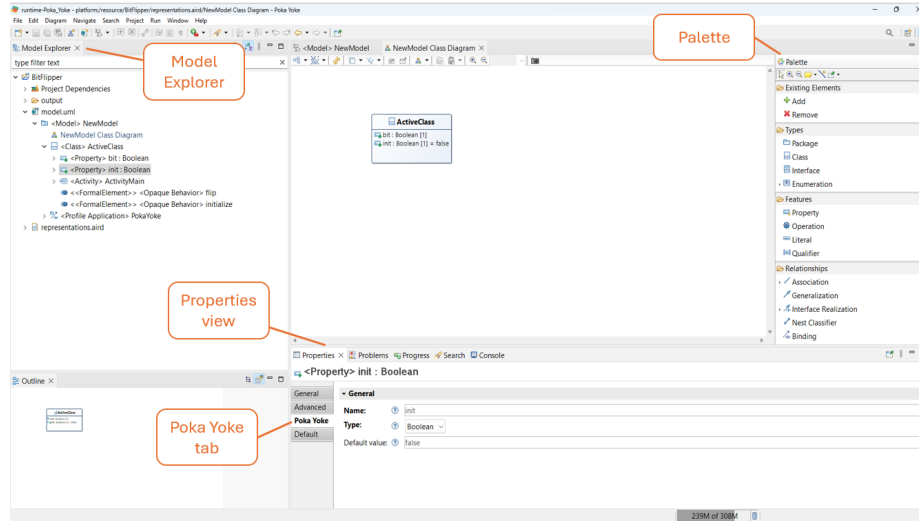 runtime-Poka_Yoke - platform:/resource/BitFlipper/representations.aird/NewModel Class Diagram - Poka Yoke
File Edit Diagram Navigate Search Project Run Window Help
Model Explorer
type filter text
BitFlipper
Project Dependencies
output
model.uml
<Model> NewModel
NewModel Class Diagram
<Class> ActiveClass
<Property> bit : Boolean
<Property> init : Boolean
<Activity> ActivityMain
<<FormalElement>> <Opaque Behavior> flip
<<FormalElement>> <Opaque Behavior> initialize
<Profile Application> PokaYoke
representations.aird
Model
Explorer
<Model> NewModel
NewModel Class Diagram
ActiveClass
bit : Boolean [1]
init : Boolean [1] = false
Palette
Palette
Existing Elements
Add
Remove
Types
Package
Class
Interface
Enumeration
Features
Property
Operation
Literal
Qualifier
Relationships
Association
Generalization
Interface Realization
Nest Classifier
Binding
Properties
view
Outline
Poka Yoke
tab
Properties
Problems
Progress
Search
Console
<Property> init : Boolean
General
Advanced
Poka Yoke
Default
General
Name: init
Type: Boolean
Default value: false
239M of 308M